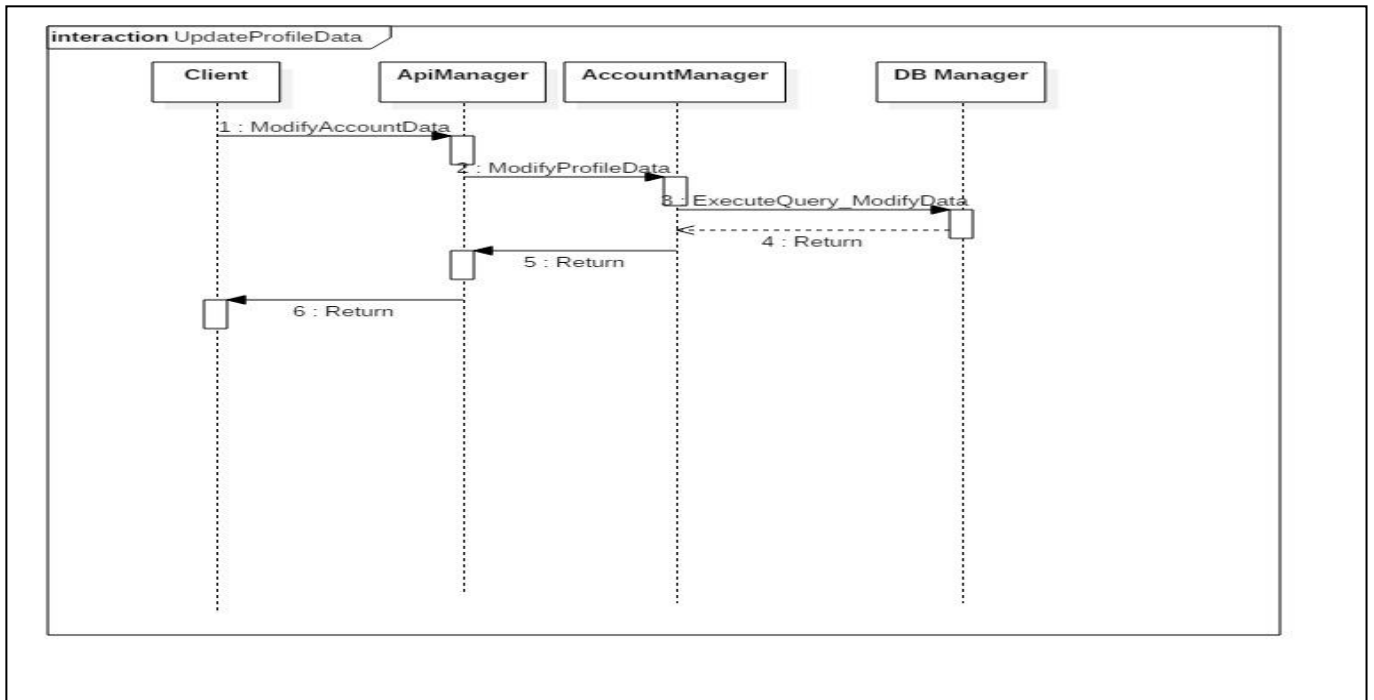 interaction UpdateProfileData
Client
ApiManager
AccountManager
DB Manager
1 : ModifyAccountData
2 : ModifyProfileData
3 : ExecuteQuery_ModifyData
4 : Return
5 : Return
6 : Return